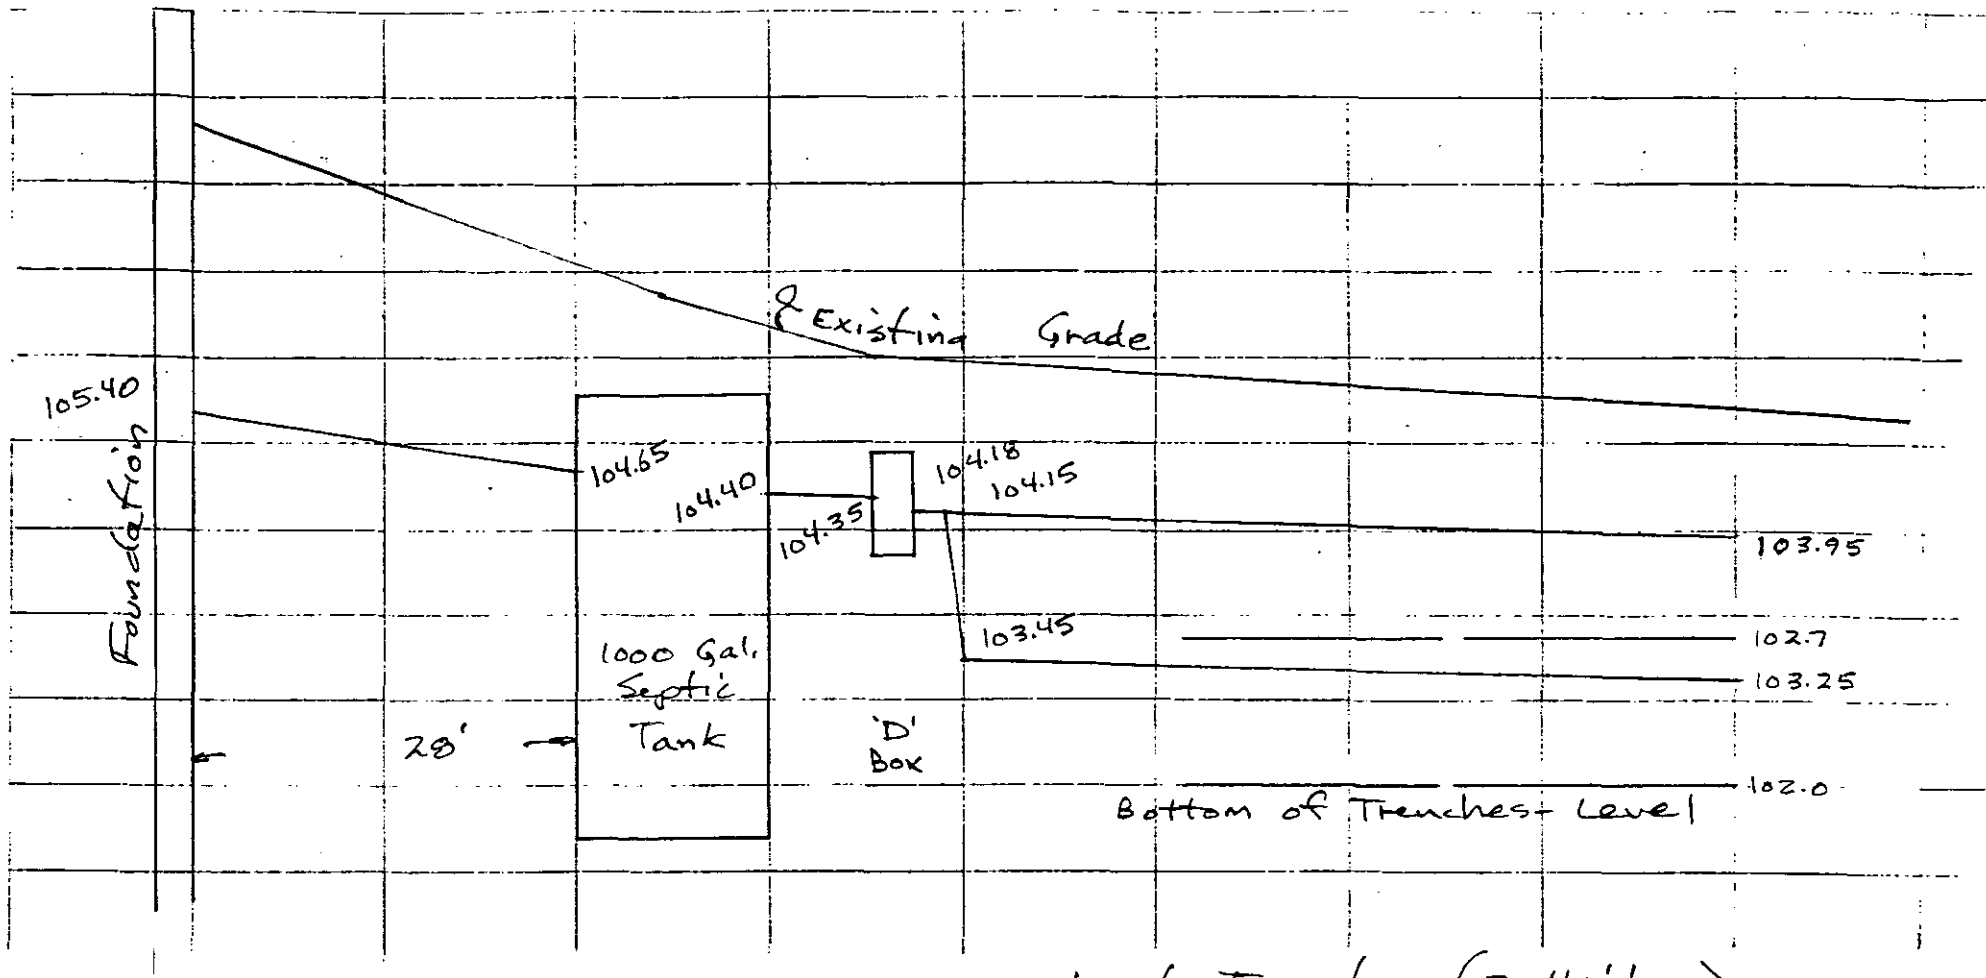 Existing Grade
105.40
Foundation
104.65
104.40
104.35
104.18
104.15
103.95
103.45
102.7
103.25
1000 Gal.
Septic
Tank
'D'
Box
28'
102.0
Bottom of Trenches - Level